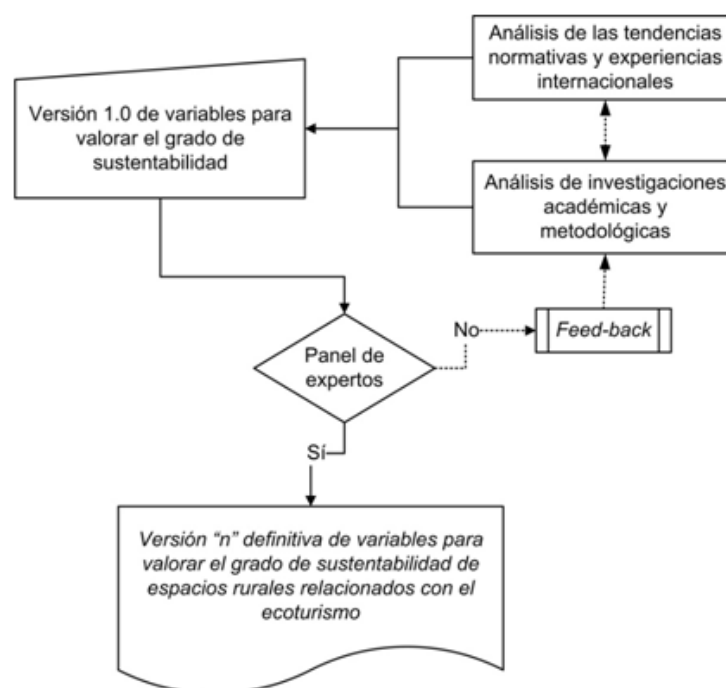 Análisis de las tendencias
normativas y experiencias
internacionales
Versión 1.0 de variables para
valorar el grado de
sustentabilidad
Análisis de investigaciones
académicas y
metodológicas
No
Feed-back
Panel de
expertos
Sí
Versión “n” definitiva de variables para
valorar el grado de sustentabilidad de
espacios rurales relacionados con el
ecoturismo